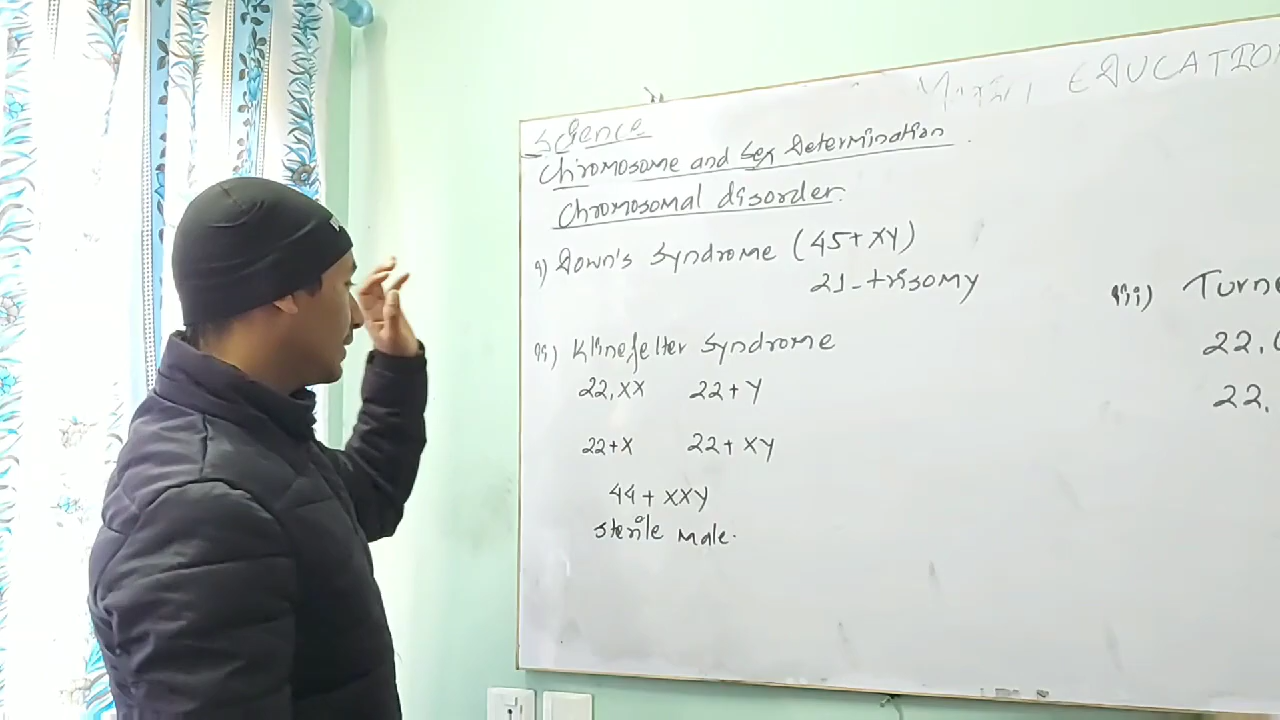 EDUCATION
Science
Chromosome and Sex Determination
Chromosomal disorder.
i) Down's Syndrome (45+XY)
21-trisomy
ii) Klinefelter Syndrome
22,XX 22+Y
22+X 22+XY
44+XXY
sterile male.
iii) Turne
22,
22.